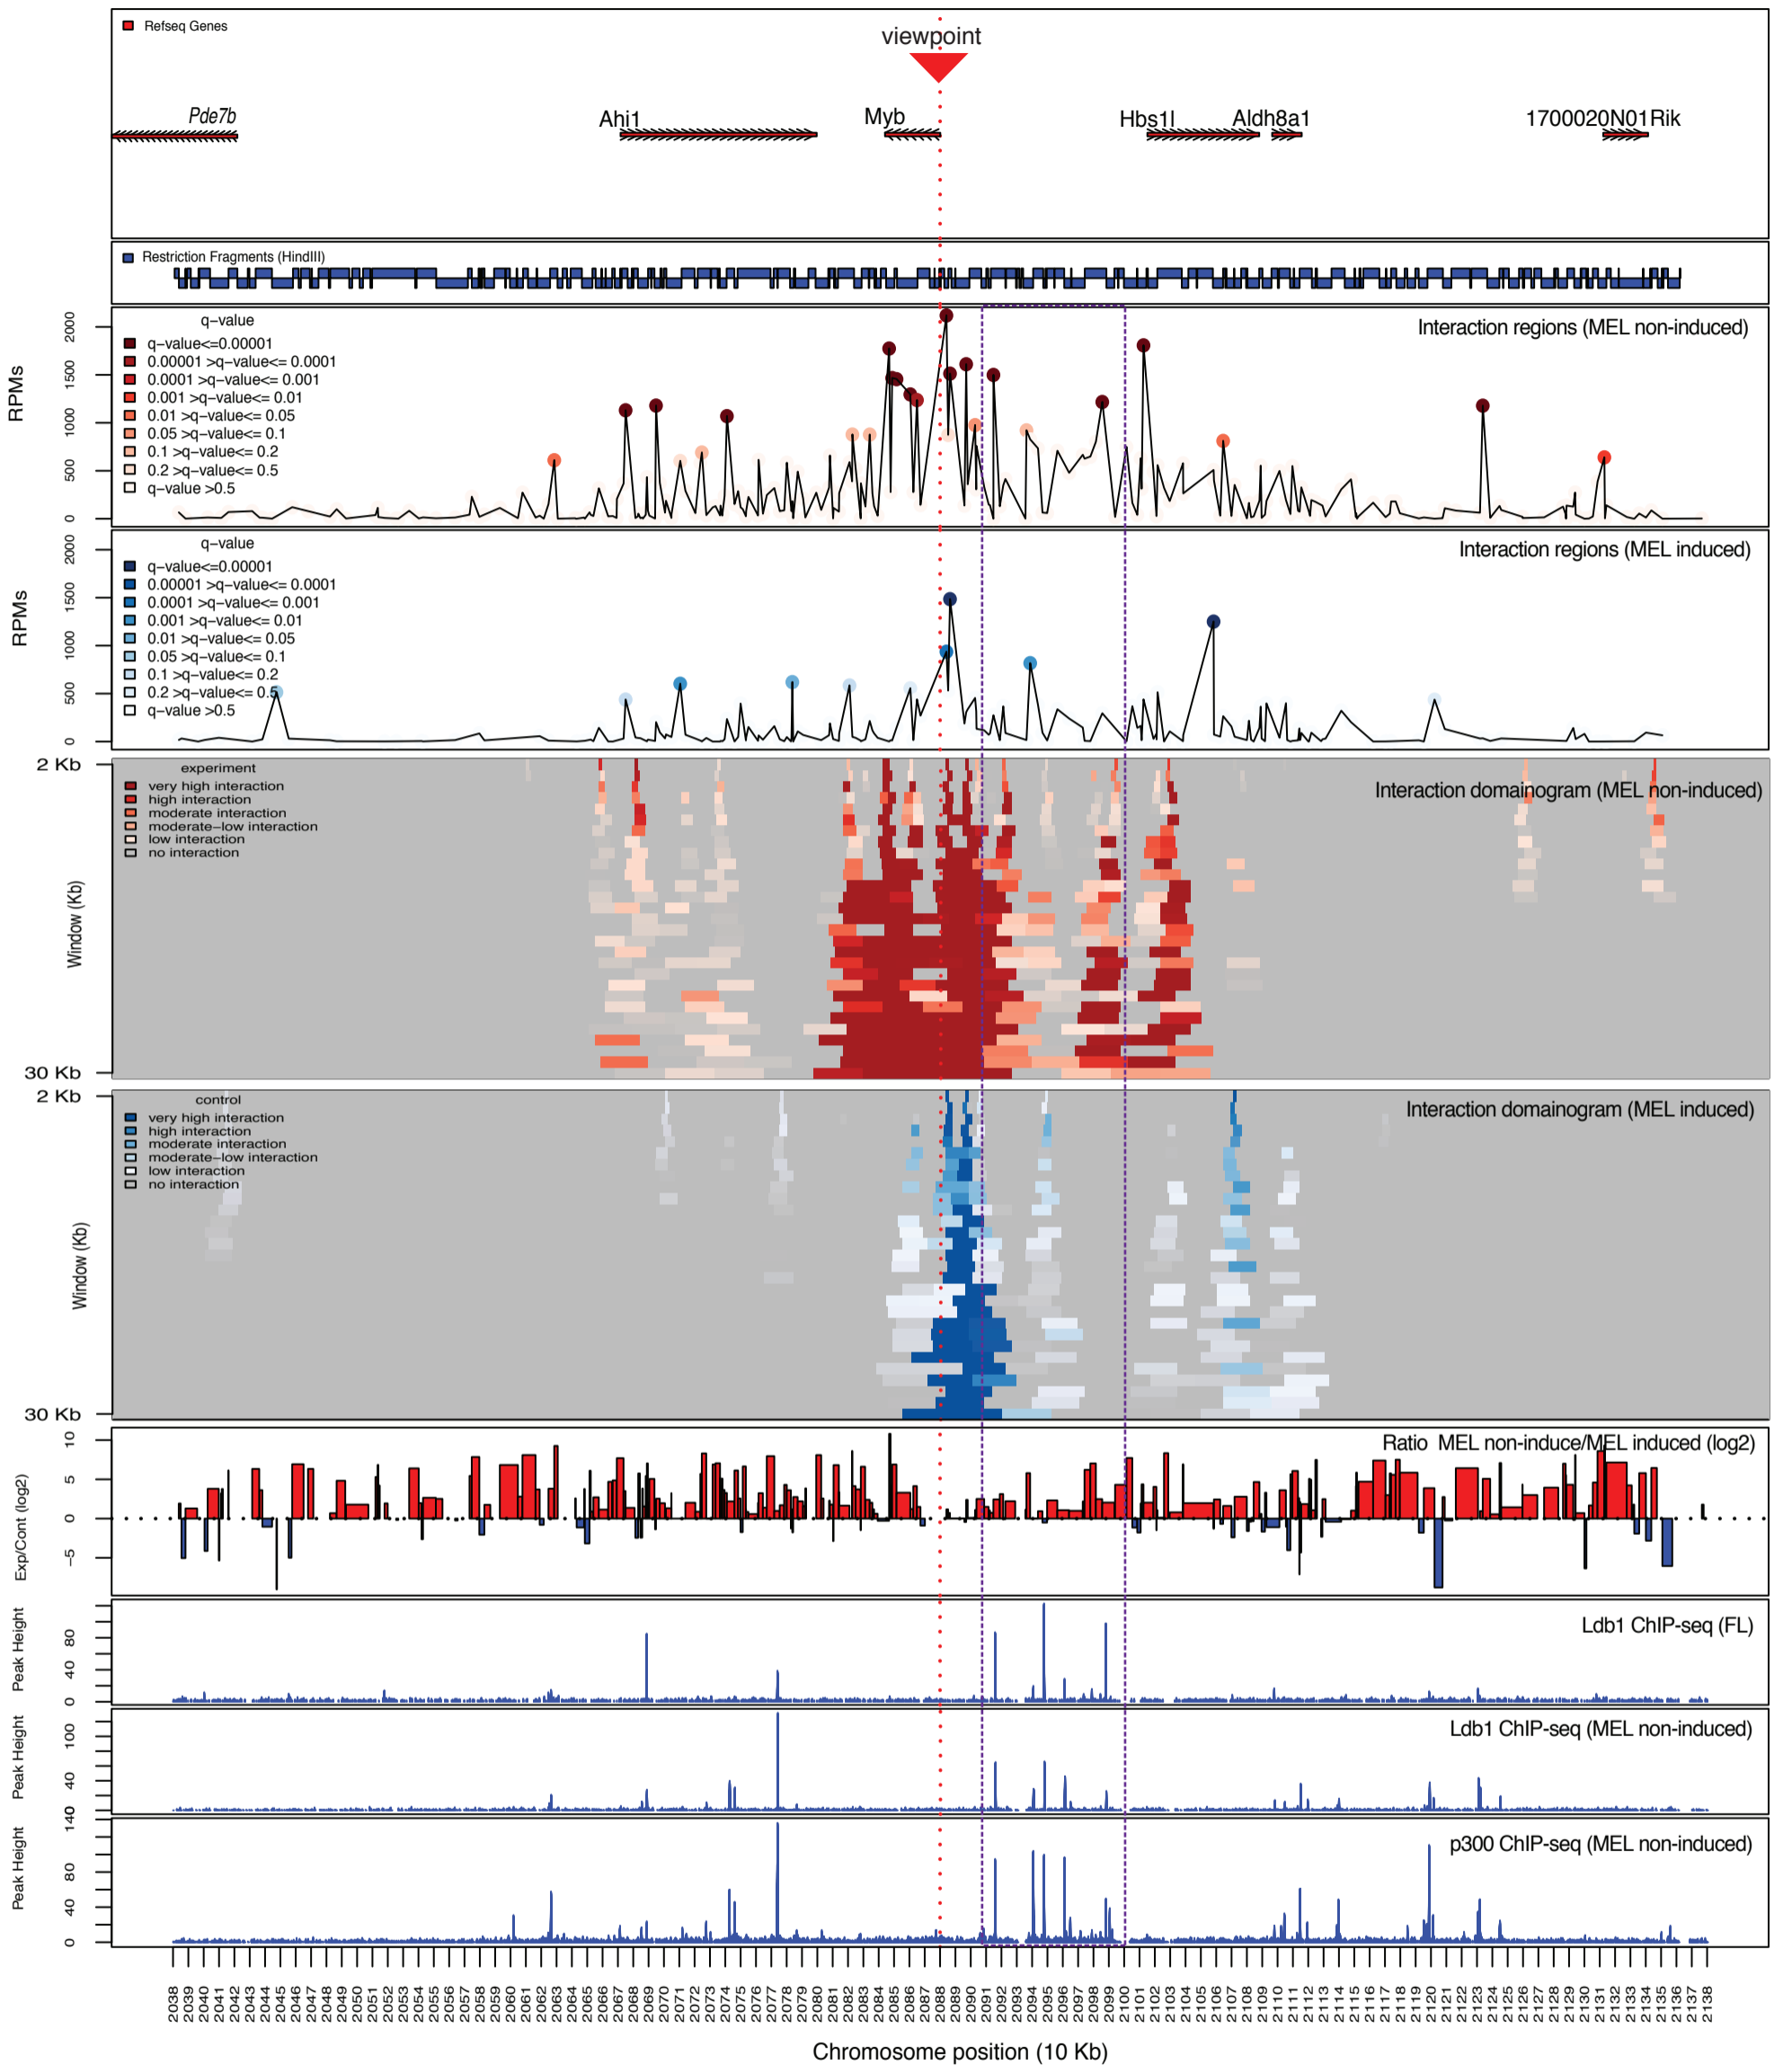 Refseq Genes
viewpoint
Pde7b
Ahi1
Myb
Hbs1l
Aldh8a1
1700020N01Rik
Restriction Fragments (HindIII)
Interaction regions (MEL non-induced)
q-value
q-value<=0.00001
0.00001 >q-value<= 0.0001
0.0001 >q-value<= 0.001
0.001 >q-value<= 0.01
0.01 >q-value<= 0.05
0.05 >q-value<= 0.1
0.1 >q-value<= 0.2
0.2 >q-value<= 0.5
q-value >0.5
RPMs
2000
1500
1000
500
0
Interaction regions (MEL induced)
q-value
q-value<=0.00001
0.00001 >q-value<= 0.0001
0.0001 >q-value<= 0.001
0.001 >q-value<= 0.01
0.01 >q-value<= 0.05
0.05 >q-value<= 0.1
0.1 >q-value<= 0.2
0.2 >q-value<= 0.5
q-value >0.5
RPMs
2000
1500
1000
500
0
2 Kb
experiment
Interaction domainogram (MEL non-induced)
very high interaction
high interaction
moderate interaction
moderate-low interaction
low interaction
no interaction
Window (Kb)
30 Kb
2 Kb
control
Interaction domainogram (MEL induced)
very high interaction
high interaction
moderate interaction
moderate-low interaction
low interaction
no interaction
Window (Kb)
30 Kb
Ratio MEL non-induce/MEL induced (log2)
Exp/Cont (log2)
10
5
0
-5
Ldb1 ChIP-seq (FL)
Peak Height
80
40
0
Ldb1 ChIP-seq (MEL non-induced)
Peak Height
100
40
0
p300 ChIP-seq (MEL non-induced)
Peak Height
140
80
40
0
2038 2039 2040 2041 2042 2043 2044 2045 2046 2047 2048 2049 2050 2051 2052 2053 2054 2055 2056 2057 2058 2059 2060 2061 2062 2063 2064 2065 2066 2067 2068 2069 2070 2071 2072 2073 2074 2075 2076 2077 2078 2079 2080 2081 2082 2083 2084 2085 2086 2087 2088 2089 2090 2091 2092 2093 2094 2095 2096 2097 2098 2099 2100 2101 2102 2103 2104 2105 2106 2107 2108 2109 2110 2111 2112 2113 2114 2115 2116 2117 2118 2119 2120 2121 2122 2123 2124 2125 2126 2127 2128 2129 2130 2131 2132 2133 2134 2135 2136 2137 2138
Chromosome position (10 Kb)